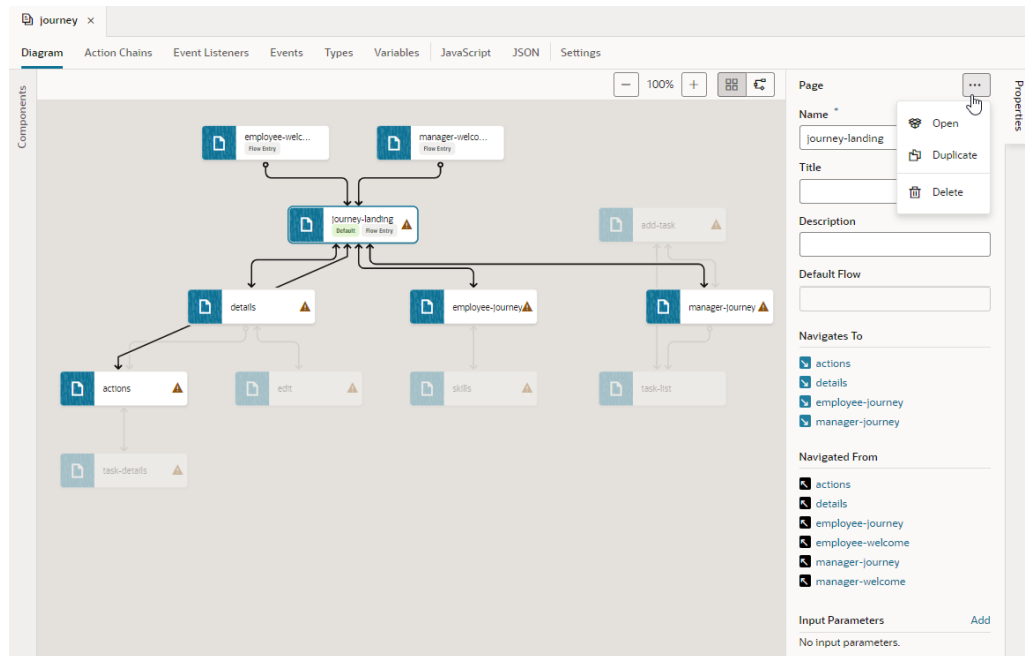 journey ×
Diagram Action Chains Event Listeners Events Types Variables JavaScript JSON Settings
Components
100%
employee-welc...
Flow Entry
manager-welco...
Flow Entry
journey-landing
Default Flow Entry
add-task
details
employee-journey
manager-journey
actions
edit
skills
task-list
task-details
Page
...
Properties
Name *
journey-landing
Open
Duplicate
Delete
Title
Description
Default Flow
Navigates To
actions
details
employee-journey
manager-journey
Navigated From
actions
details
employee-journey
employee-welcome
manager-journey
manager-welcome
Input Parameters Add
No input parameters.